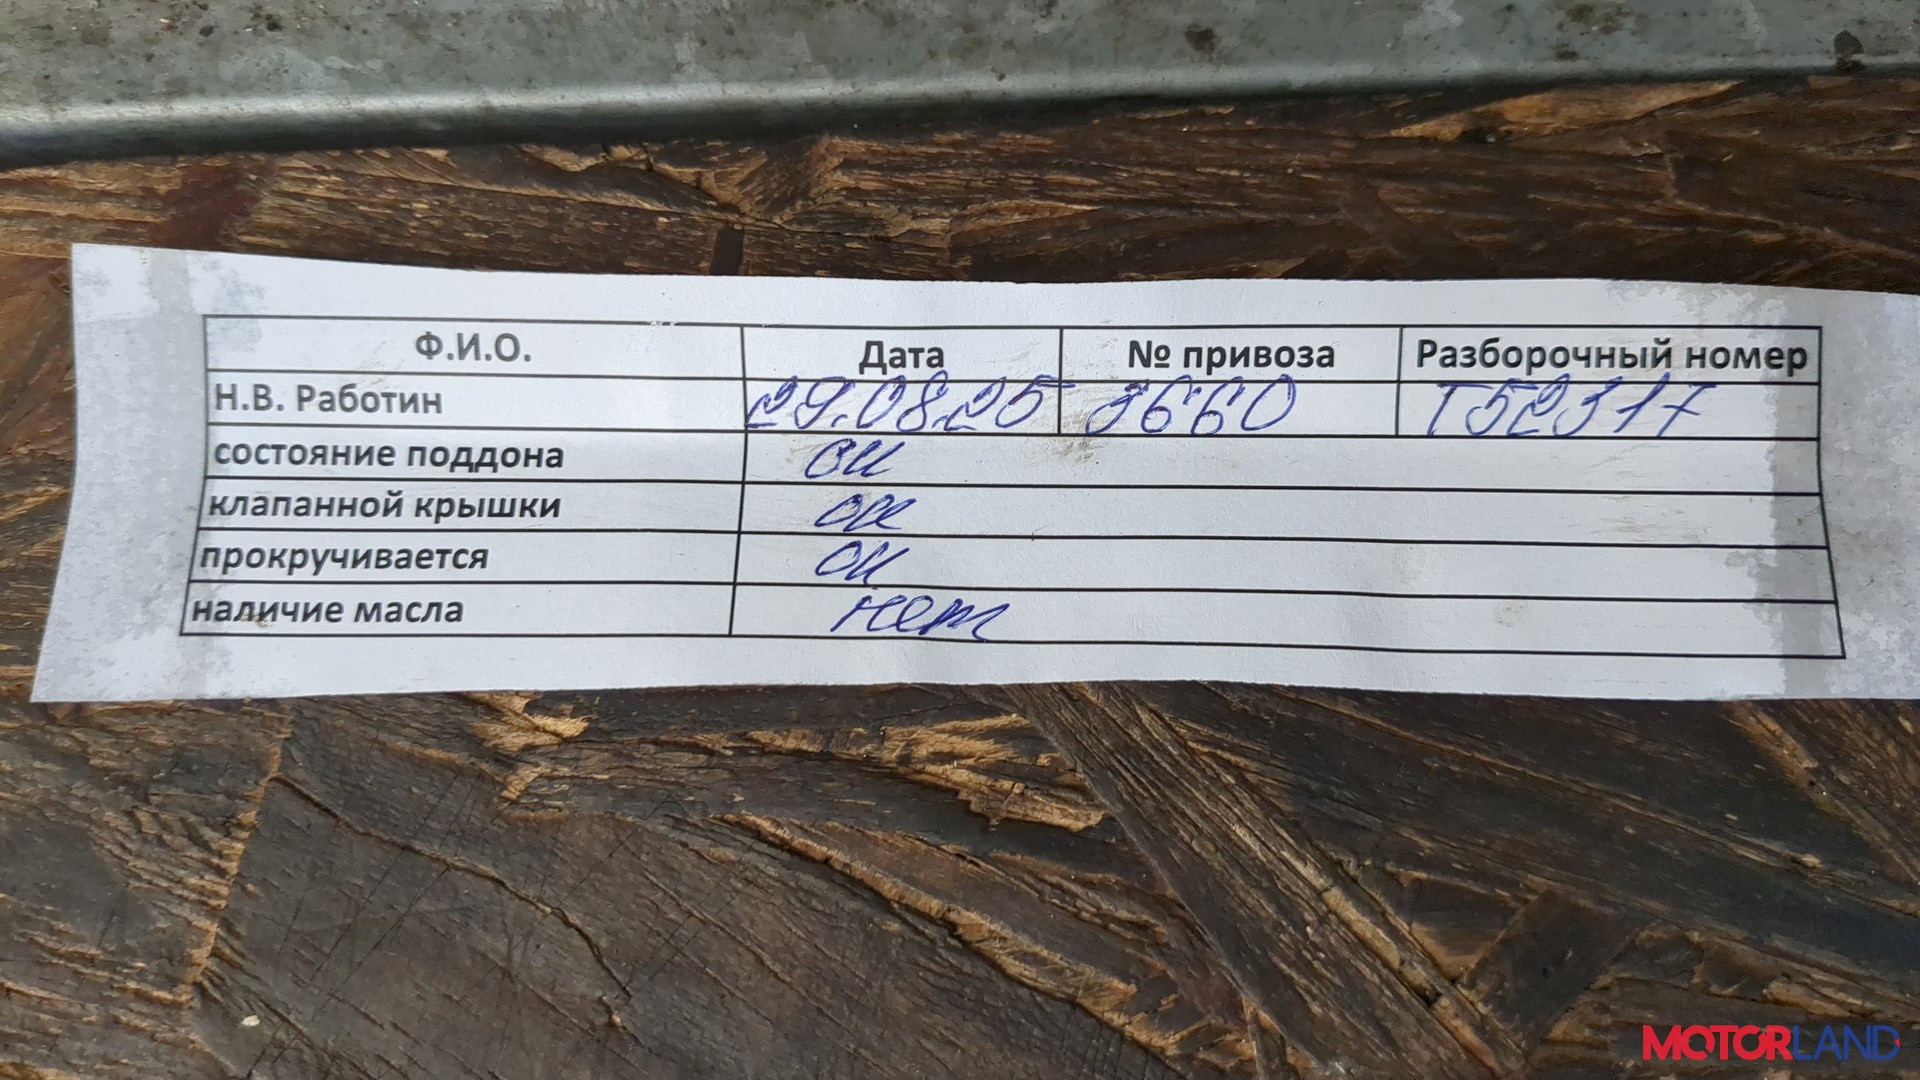 Ф.И.О. Дата № привоза Разборочный номер
Н.В. Работин 29.08.25 3660 Т52317
состояние поддона ок
клапанной крышки ок
прокручивается ок
наличие масла нет
MOTORLAND